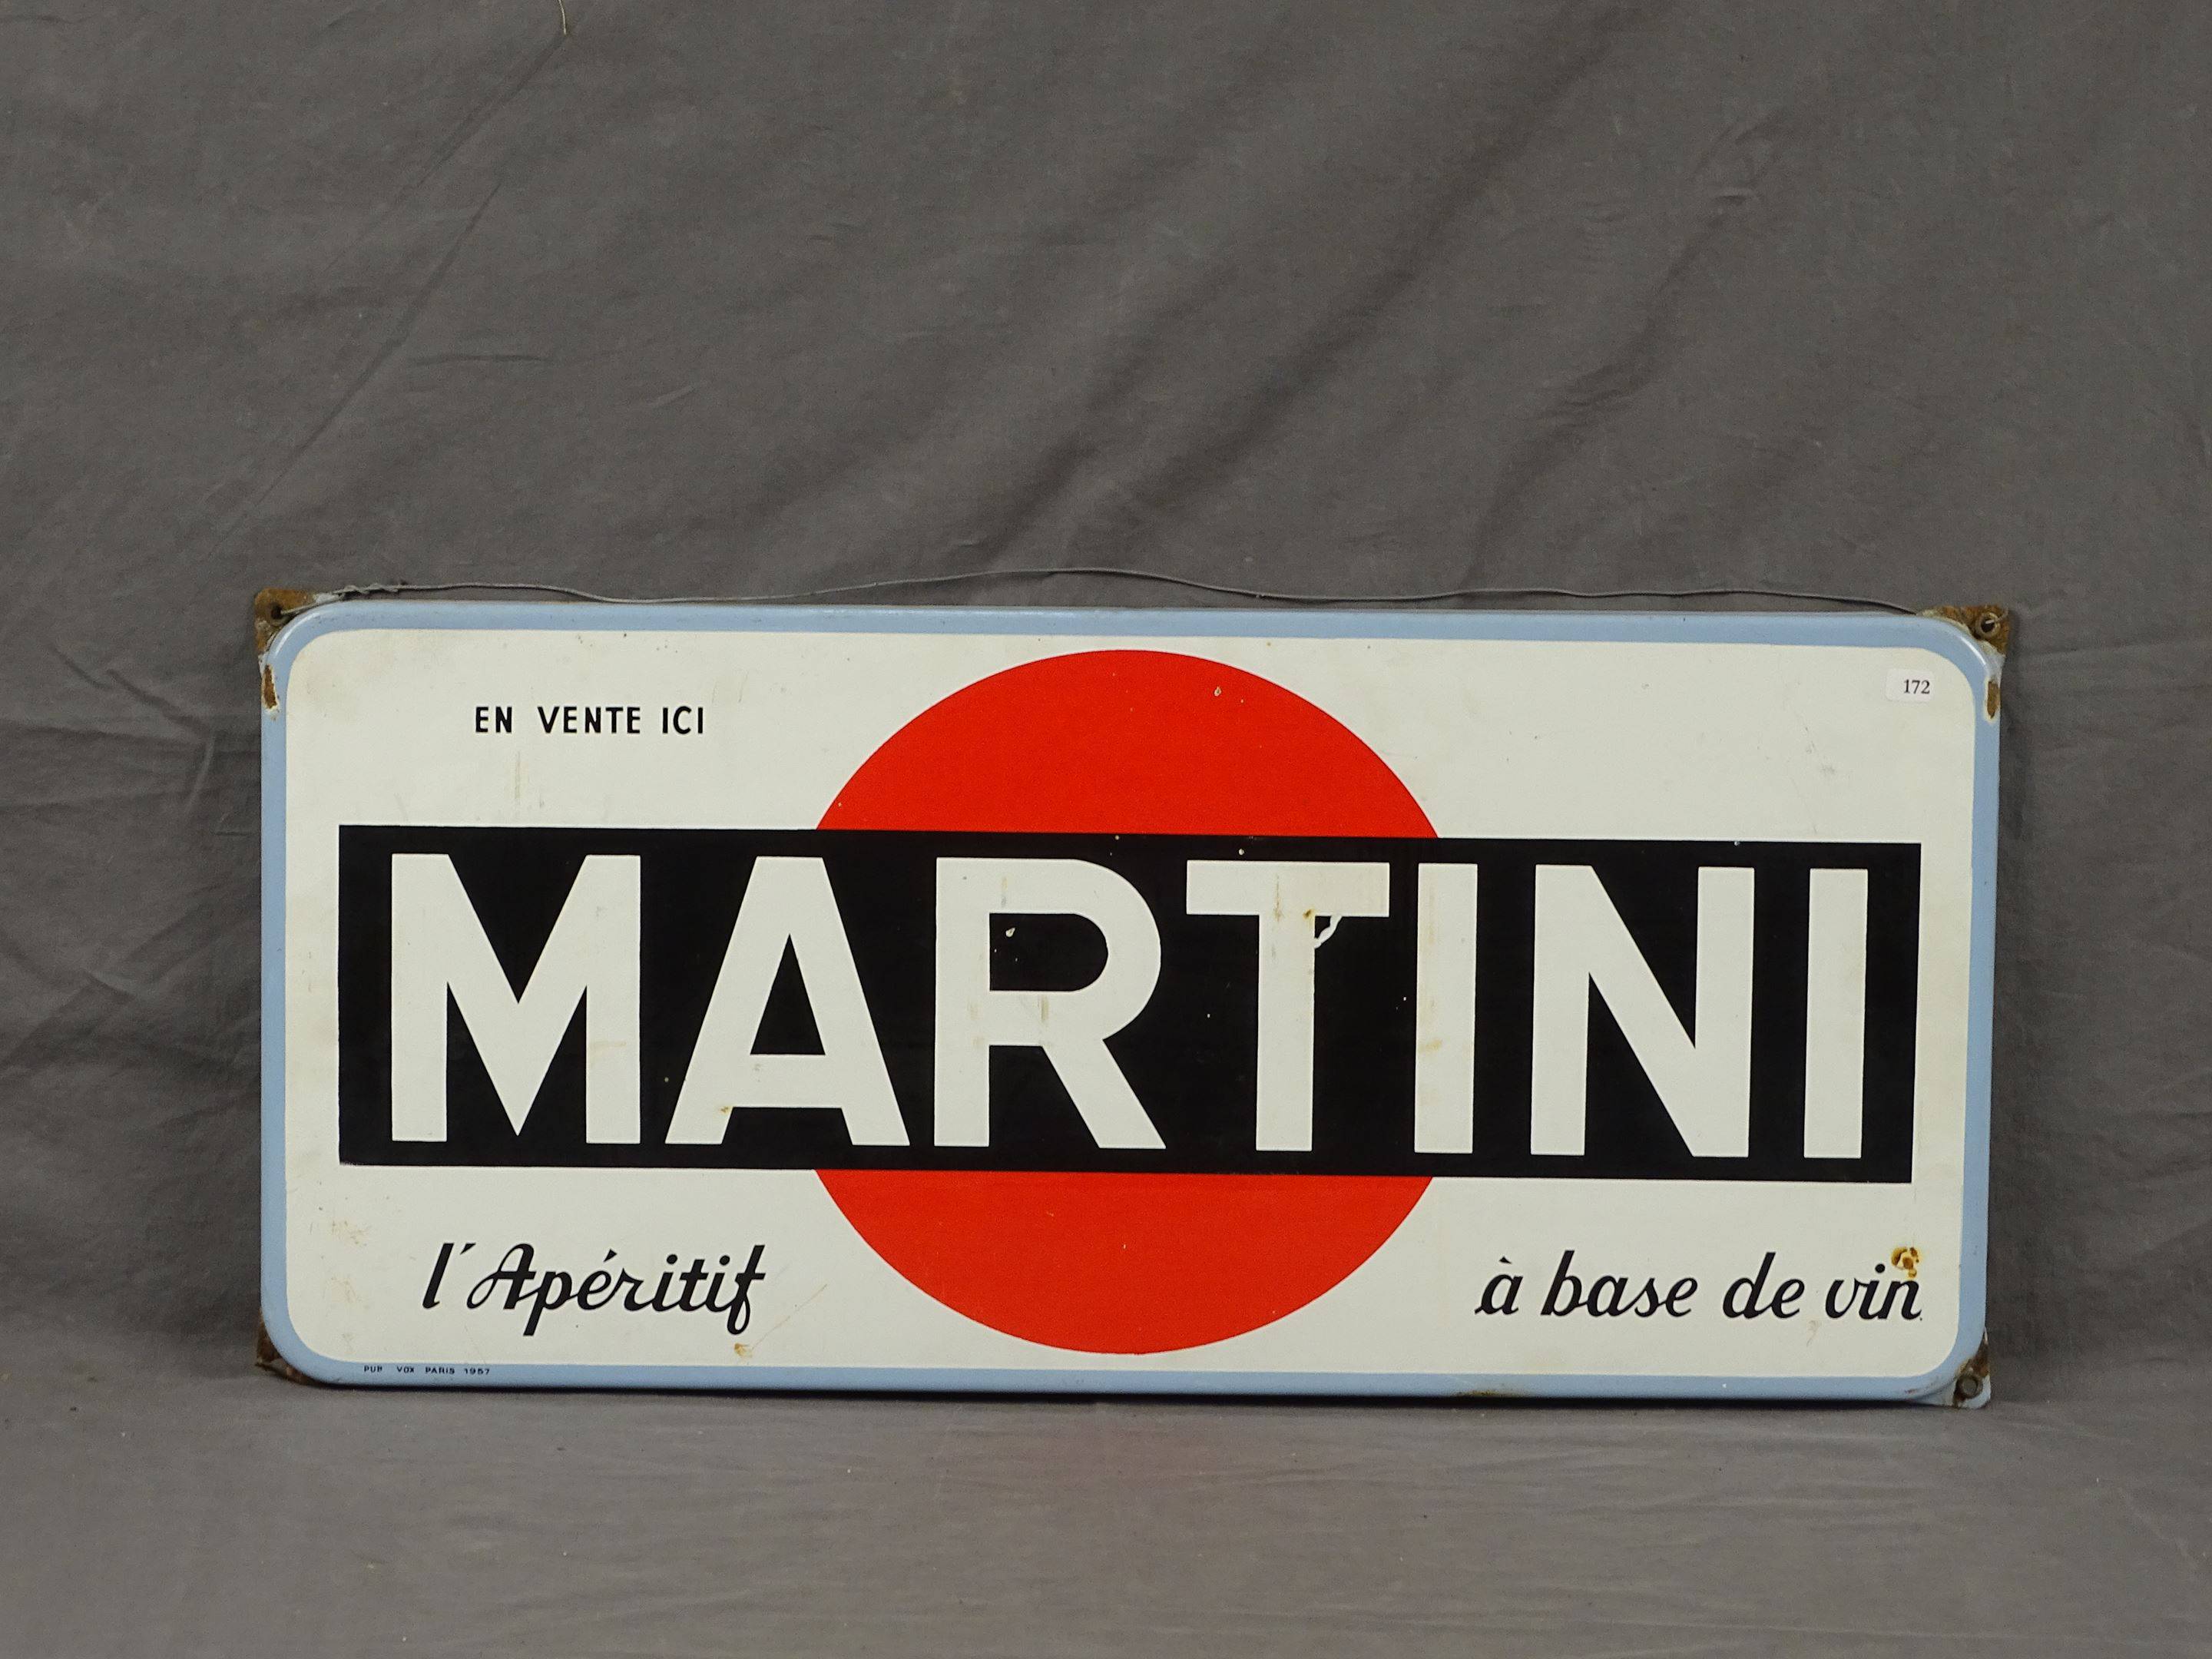 172
EN VENTE ICI
MARTINI
l'Apéritif
à base de vin
PUB VOX PARIS 1957